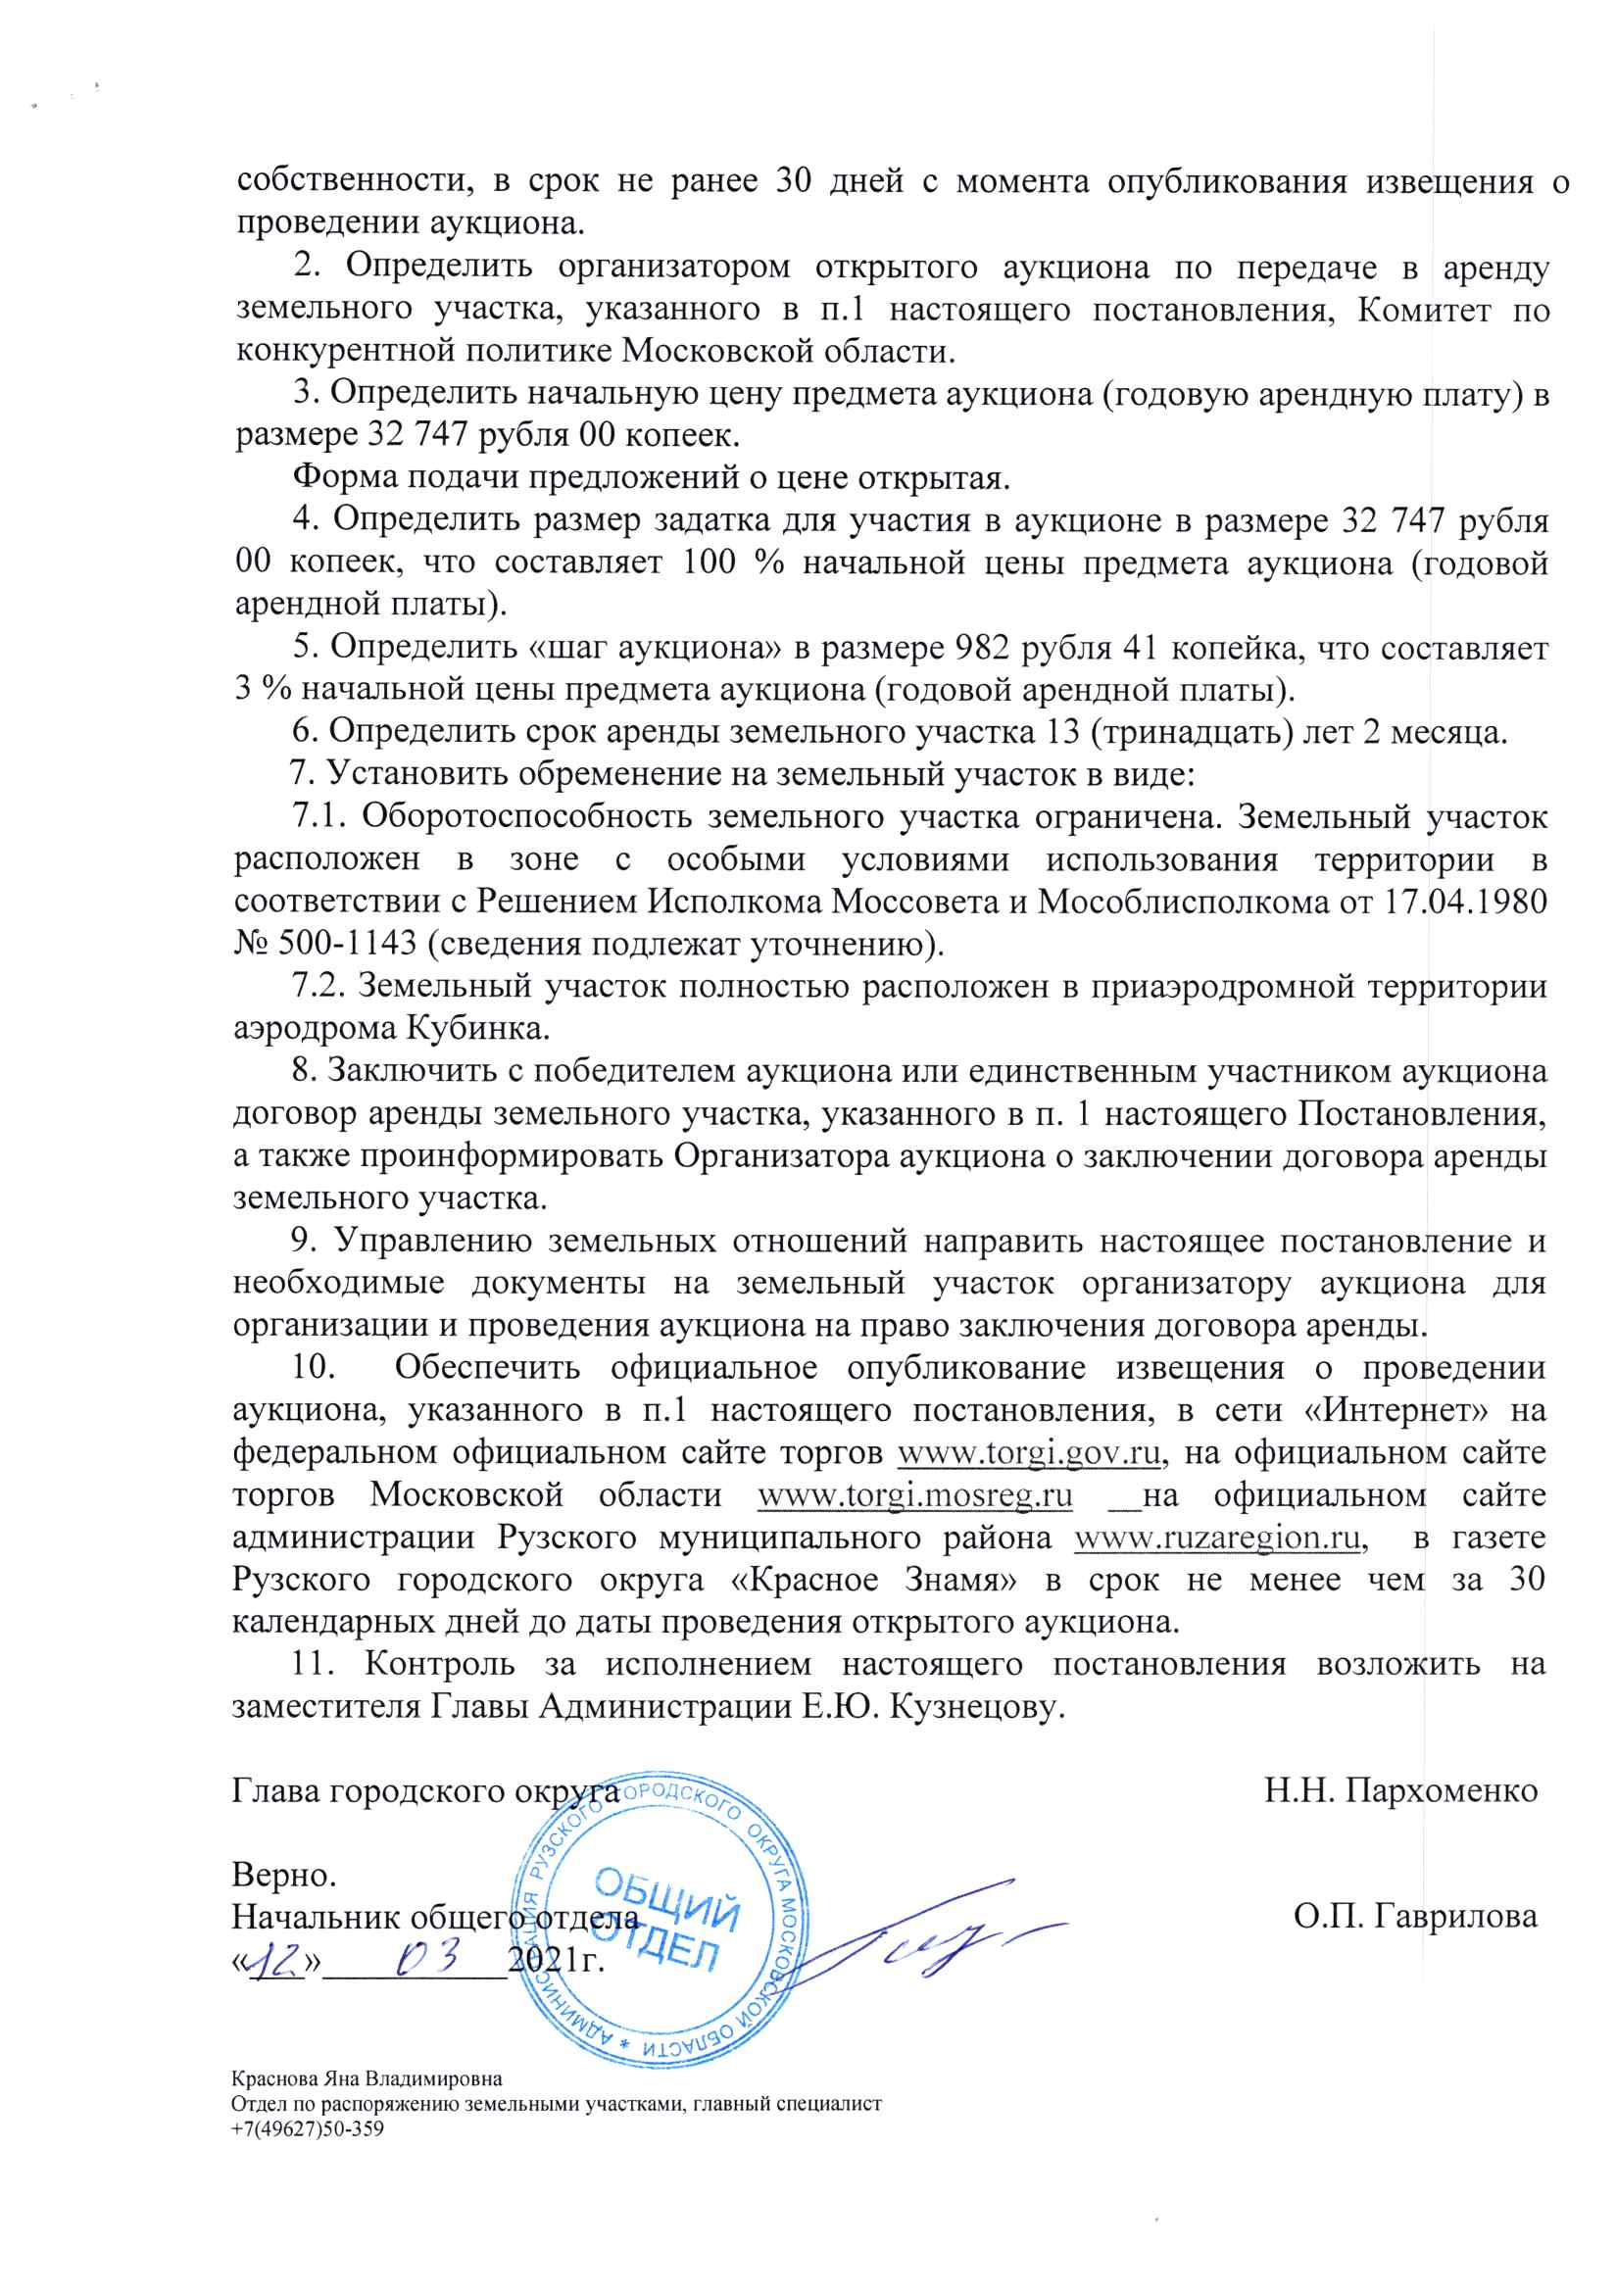 собственности, в срок не ранее 30 дней с момента опубликования извещения о
проведении аукциона.
2. Определить организатором открытого аукциона по передаче в аренду
земельного участка, указанного в п.1 настоящего постановления, Комитет по
конкурентной политике Московской области.
3. Определить начальную цену предмета аукциона (годовую арендную плату) в
размере 32 747 рубля 00 копеек.
Форма подачи предложений о цене открытая.
4. Определить размер задатка для участия в аукционе в размере 32 747 рубля
00 копеек, что составляет 100 % начальной цены предмета аукциона (годовой
арендной платы).
5. Определить «шаг аукциона» в размере 982 рубля 41 копейка, что составляет
3 % начальной цены предмета аукциона (годовой арендной платы).
6. Определить срок аренды земельного участка 13 (тринадцать) лет 2 месяца.
7. Установить обременение на земельный участок в виде:
7.1. Оборотоспособность земельного участка ограничена. Земельный участок
расположен в зоне с особыми условиями использования территории в
соответствии с Решением Исполкома Моссовета и Мособлисполкома от 17.04.1980
№ 500-1143 (сведения подлежат уточнению).
7.2. Земельный участок полностью расположен в приаэродромной территории
аэродрома Кубинка.
8. Заключить с победителем аукциона или единственным участником аукциона
договор аренды земельного участка, указанного в п. 1 настоящего Постановления,
а также проинформировать Организатора аукциона о заключении договора аренды
земельного участка.
9. Управлению земельных отношений направить настоящее постановление и
необходимые документы на земельный участок организатору аукциона для
организации и проведения аукциона на право заключения договора аренды.
10. Обеспечить официальное опубликование извещения о проведении
аукциона, указанного в п.1 настоящего постановления, в сети «Интернет» на
федеральном официальном сайте торгов www.torgi.gov.ru, на официальном сайте
торгов Московской области www.torgi.mosreg.ru __на официальном сайте
администрации Рузского муниципального района www.ruzaregion.ru, в газете
Рузского городского округа «Красное Знамя» в срок не менее чем за 30
календарных дней до даты проведения открытого аукциона.
11. Контроль за исполнением настоящего постановления возложить на
заместителя Главы Администрации Е.Ю. Кузнецову.
Глава городского округа Н.Н. Пархоменко
Верно.
Начальник общего отдела О.П. Гаврилова
«12» 03 2021г.
АДМИНИСТРАЦИЯ РУЗСКОГО ГОРОДСКОГО ОКРУГА МОСКОВСКОЙ ОБЛАСТИ *
ОБЩИЙ
ОТДЕЛ
Краснова Яна Владимировна
Отдел по распоряжению земельными участками, главный специалист
+7(49627)50-359